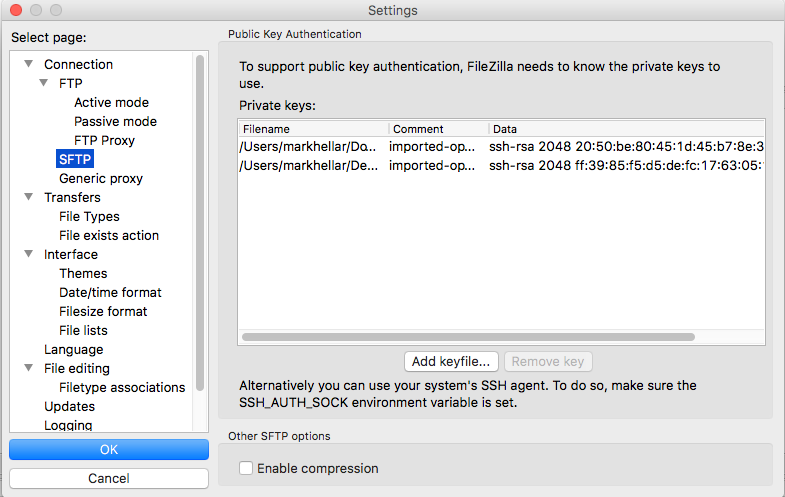 Settings
Select page:
Connection
FTP
Active mode
Passive mode
FTP Proxy
SFTP
Generic proxy
Transfers
File Types
File exists action
Interface
Themes
Date/time format
Filesize format
File lists
Language
File editing
Filetype associations
Updates
Logging
OK
Cancel
Public Key Authentication
To support public key authentication, FileZilla needs to know the private keys to
use.
Private keys:
Filename Comment Data
/Users/markhellar/Do... imported-op... ssh-rsa 2048 20:50:be:80:45:1d:45:b7:8e:3
/Users/markhellar/De... imported-op... ssh-rsa 2048 ff:39:85:f5:d5:de:fc:17:63:05:
Add keyfile... Remove key
Alternatively you can use your system's SSH agent. To do so, make sure the
SSH_AUTH_SOCK environment variable is set.
Other SFTP options
Enable compression